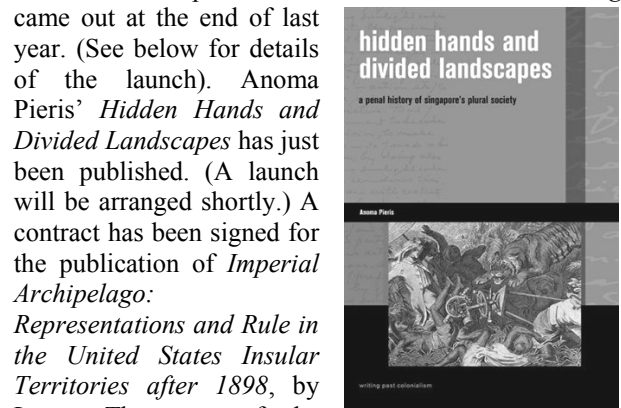 came out at the end of last
year. (See below for details
of the launch). Anoma
Pieris' Hidden Hands and
Divided Landscapes has just
been published. (A launch
will be arranged shortly.) A
contract has been signed for
the publication of Imperial
Archipelago:
Representations and Rule in
the United States Insular
Territories after 1898, by
hidden hands and
divided landscapes
a penal history of singapore's plural society
Anoma Pieris
writing past colonialism